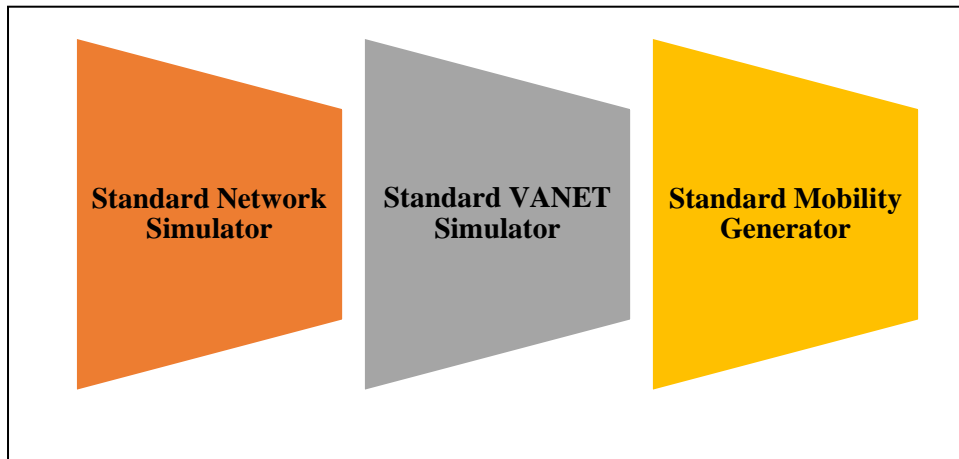 Standard Network
Simulator
Standard VANET
Simulator
Standard Mobility
Generator